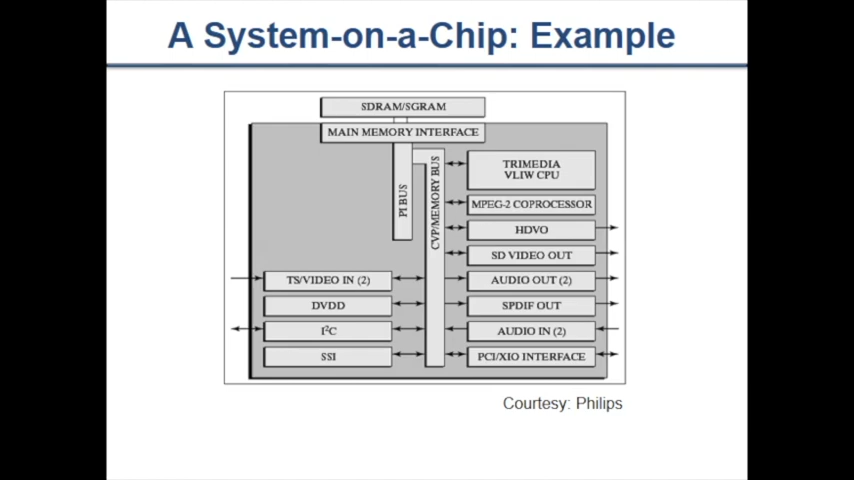 A System-on-a-Chip: Example
SDRAM/SGRAM
MAIN MEMORY INTERFACE
PI BUS
CVP/MEMORY BUS
TRIMEDIA
VLIW CPU
MPEG-2 COPROCESSOR
HDVO
SD VIDEO OUT
TS/VIDEO IN (2)
AUDIO OUT (2)
DVDD
SPDIF OUT
I²C
AUDIO IN (2)
SSI
PCI/XIO INTERFACE
Courtesy: Philips